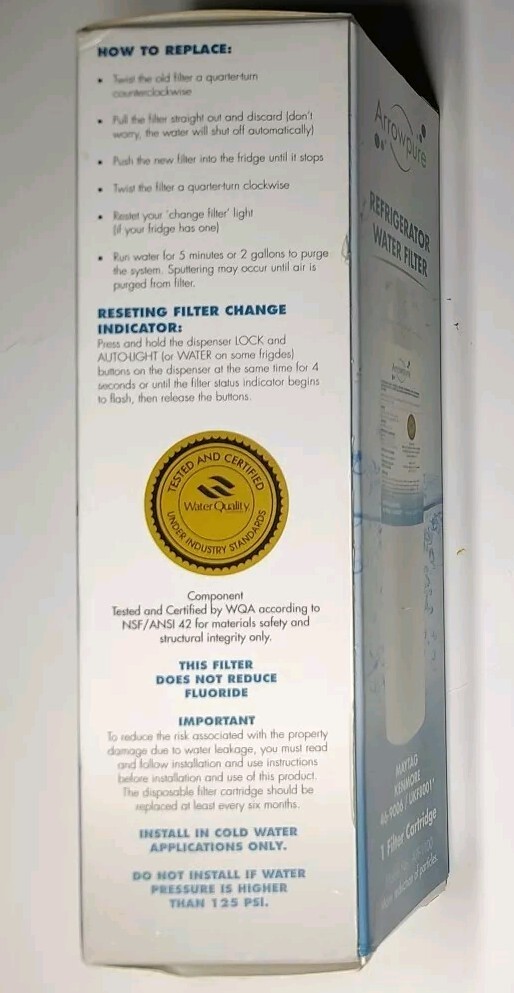 HOW TO REPLACE:
• Twist the old filter a quarter-turn
counterclockwise
• Pull the filter straight out and discard (don't
worry, the water will shut off automatically)
• Push the new filter into the fridge until it stops
• Twist the filter a quarter-turn clockwise
• Restet your 'change filter' light
(if your fridge has one)
• Run water for 5 minutes or 2 gallons to purge
the system. Sputtering may occur until air is
purged from filter.
RESETING FILTER CHANGE
INDICATOR:
Press and hold the dispenser LOCK and
AUTO-LIGHT (or WATER on some frigdes)
buttons on the dispenser at the same time for 4
seconds or until the filter status indicator begins
to flash, then release the buttons.
TESTED AND CERTIFIED
Water Quality
UNDER INDUSTRY STANDARDS
Component
Tested and Certified by WQA according to
NSF/ANSI 42 for materials safety and
structural integrity only.
THIS FILTER
DOES NOT REDUCE
FLUORIDE
IMPORTANT
To reduce the risk associated with the property
damage due to water leakage, you must read
and follow installation and use instructions
before installation and use of this product.
The disposable filter cartridge should be
replaced at least every six months.
INSTALL IN COLD WATER
APPLICATIONS ONLY.
DO NOT INSTALL IF WATER
PRESSURE IS HIGHER
THAN 125 PSI.
Arrowpure
REFRIGERATOR
WATER FILTER
Arrowpure
MAYTAG
KENMORE
46-9006 / UKF8001*
1 Filter Cartridge
reduction of particles.